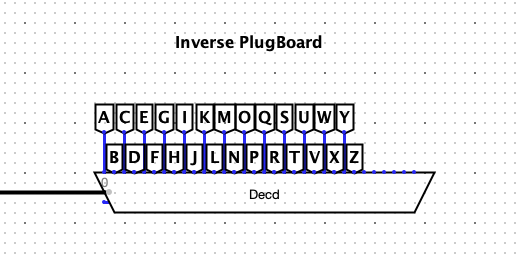 Inverse PlugBoard
A C E G I K M O Q S U W Y
B D F H J L N P R T V X Z
0
Decd